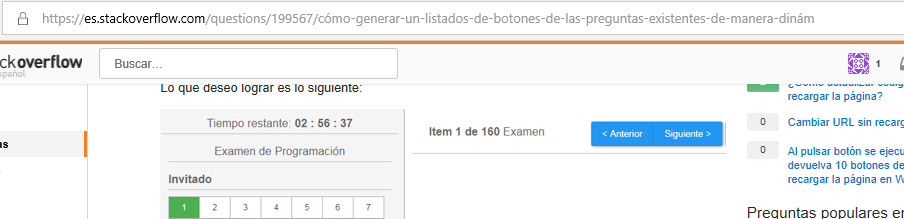 https://es.stackoverflow.com/questions/199567/cómo-generar-un-listados-de-botones-de-las-preguntas-existentes-de-manera-dinám
ackoverflow
español
Buscar...
1
Lo que deseo lograr es lo siguiente:
Tiempo restante: 02 : 56 : 37
Examen de Programación
Invitado
1 2 3 4 5 6 7
Item 1 de 160 Examen
< Anterior
Siguiente >
as
recargar la página?
0
Cambiar URL sin recarg
0
Al pulsar botón se ejecu
devuelva 10 botones de
recargar la página en W
Preguntas populares en